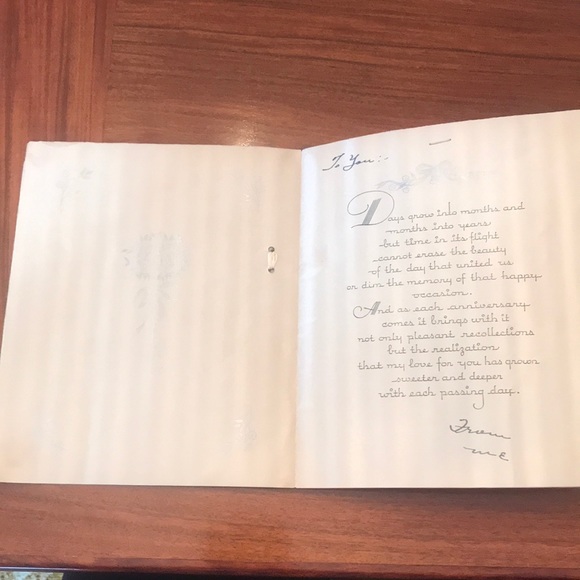 To You:-
Days grow into months and
months into years
but time in its flight
cannot erase the beauty
of the day that united us
or dim the memory of that happy
occasion.
And as each anniversary
comes it brings with it
not only pleasant recollections
but the realization
that my love for you has grown
sweeter and deeper
with each passing day.
From
me